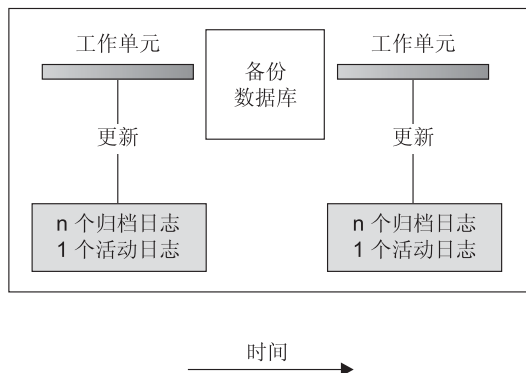 工作单元
备份
数据库
工作单元
更新
更新
n 个归档日志
1 个活动日志
n 个归档日志
1 个活动日志
时间